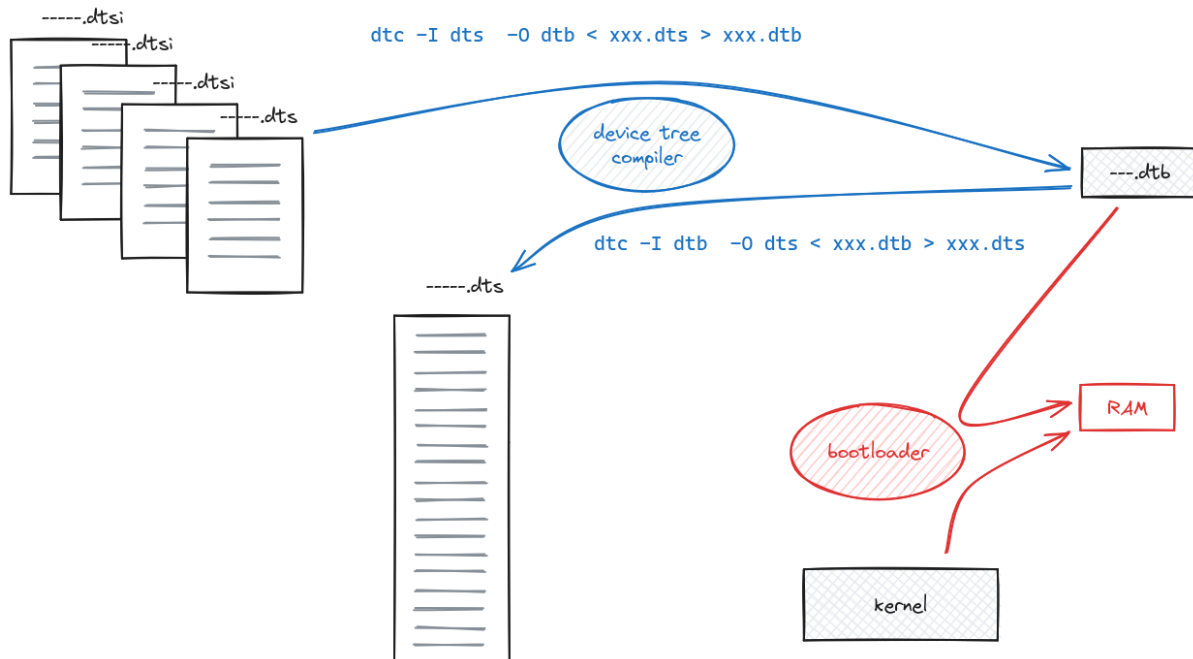 -----.dtsi
-----.dtsi
-----.dtsi
-----.dts
dtc -I dts  -O dtb < xxx.dts > xxx.dtb
device tree
compiler
---.dtb
dtc -I dtb  -O dts < xxx.dtb > xxx.dts
-----.dts
RAM
bootloader
kernel